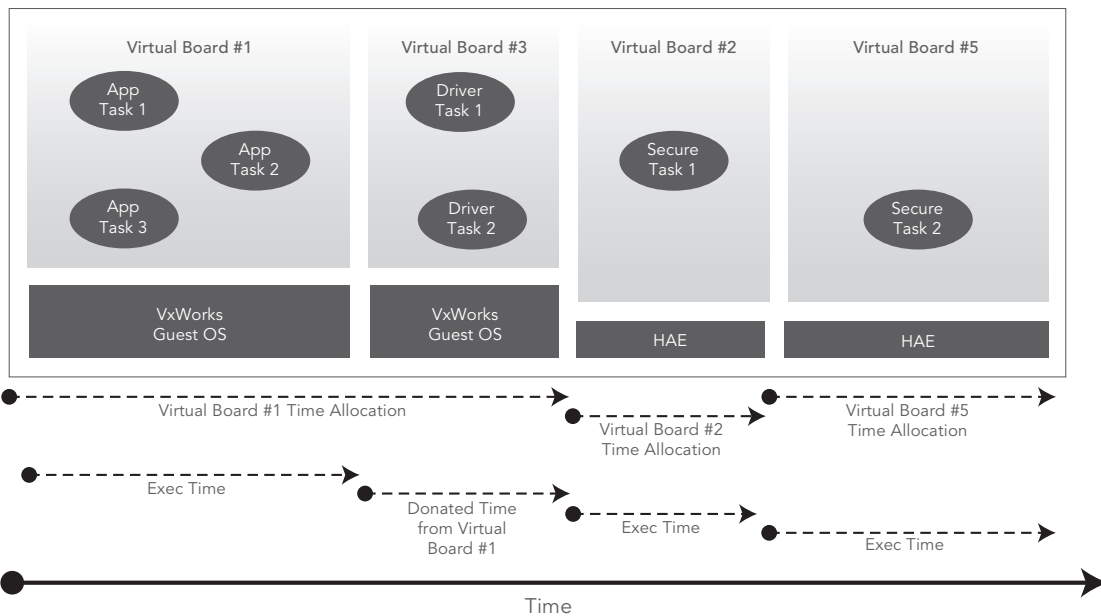 Virtual Board #1
App
Task 1
App
Task 2
App
Task 3
VxWorks
Guest OS
Virtual Board #3
Driver
Task 1
Driver
Task 2
VxWorks
Guest OS
Virtual Board #2
Secure
Task 1
HAE
Virtual Board #5
Secure
Task 2
HAE
Virtual Board #1 Time Allocation
Virtual Board #2
Time Allocation
Virtual Board #5
Time Allocation
Exec Time
Donated Time
from Virtual
Board #1
Exec Time
Exec Time
Time